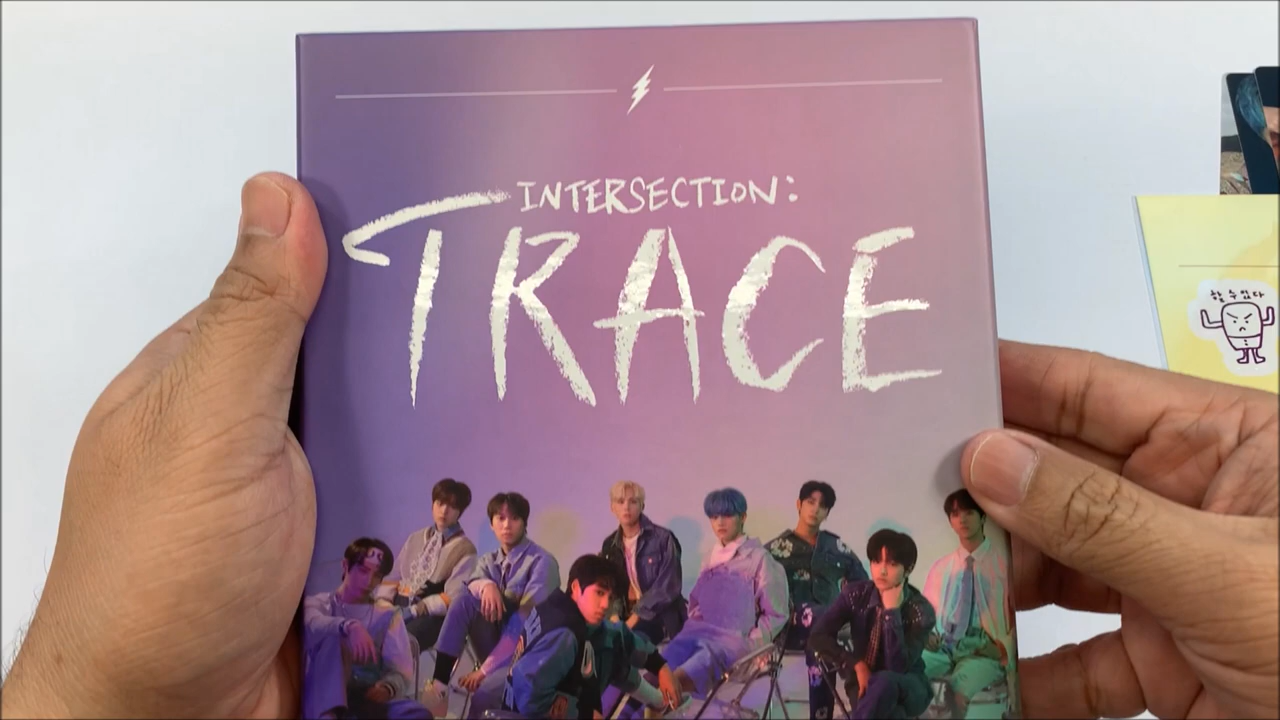 INTERSECTION:
TRACE
할 수 있다